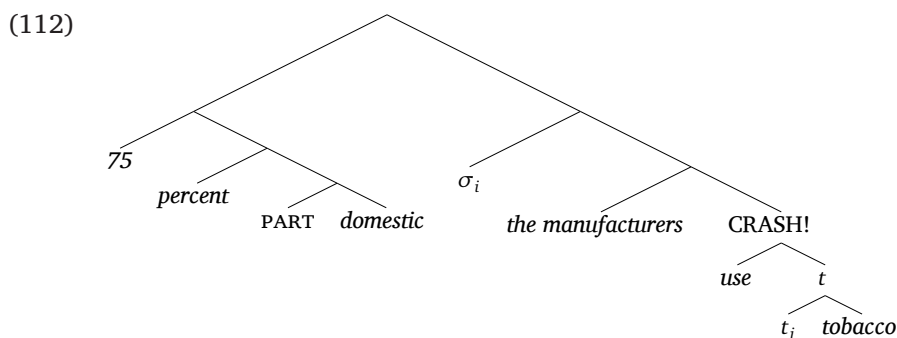 (112)
75
percent
PART domestic
σi
the manufacturers CRASH!
use t
ti tobacco